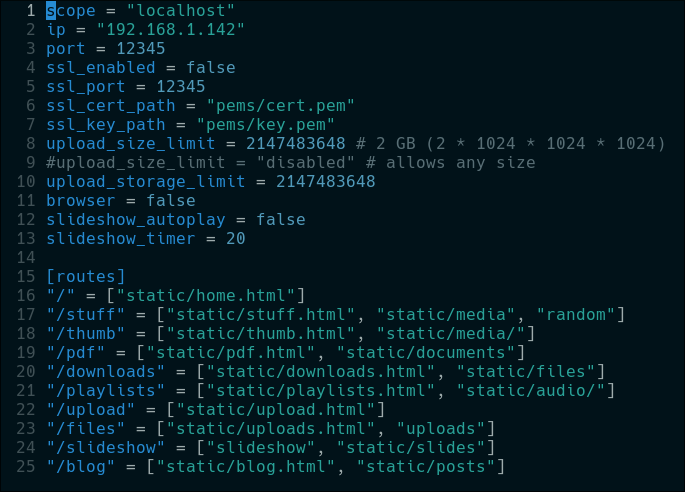 1 scope = "localhost"
2 ip = "192.168.1.142"
3 port = 12345
4 ssl_enabled = false
5 ssl_port = 12345
6 ssl_cert_path = "pems/cert.pem"
7 ssl_key_path = "pems/key.pem"
8 upload_size_limit = 2147483648 # 2 GB (2 * 1024 * 1024 * 1024)
9 #upload_size_limit = "disabled" # allows any size
10 upload_storage_limit = 2147483648
11 browser = false
12 slideshow_autoplay = false
13 slideshow_timer = 20
14
15 [routes]
16 "/" = ["static/home.html"]
17 "/stuff" = ["static/stuff.html", "static/media", "random"]
18 "/thumb" = ["static/thumb.html", "static/media/"]
19 "/pdf" = ["static/pdf.html", "static/documents"]
20 "/downloads" = ["static/downloads.html", "static/files"]
21 "/playlists" = ["static/playlists.html", "static/audio/"]
22 "/upload" = ["static/upload.html"]
23 "/files" = ["static/uploads.html", "uploads"]
24 "/slideshow" = ["slideshow", "static/slides"]
25 "/blog" = ["static/blog.html", "static/posts"]